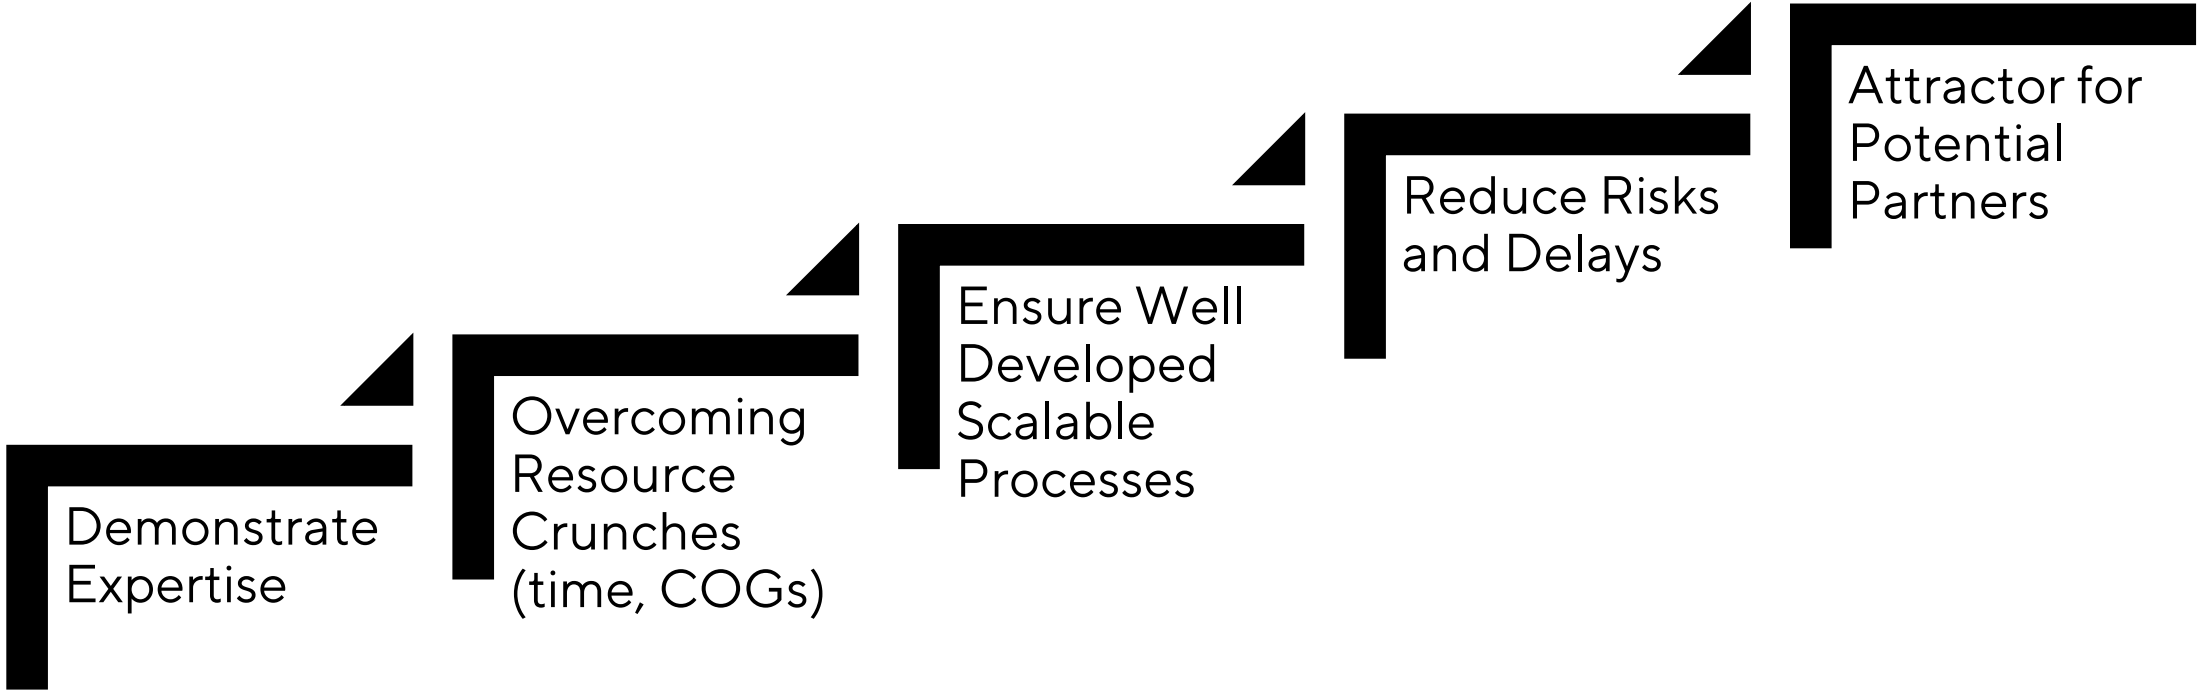 Demonstrate
Expertise
Overcoming
Resource
Crunches
(time, COGs)
Ensure Well
Developed
Scalable
Processes
Reduce Risks
and Delays
Attractor for
Potential
Partners